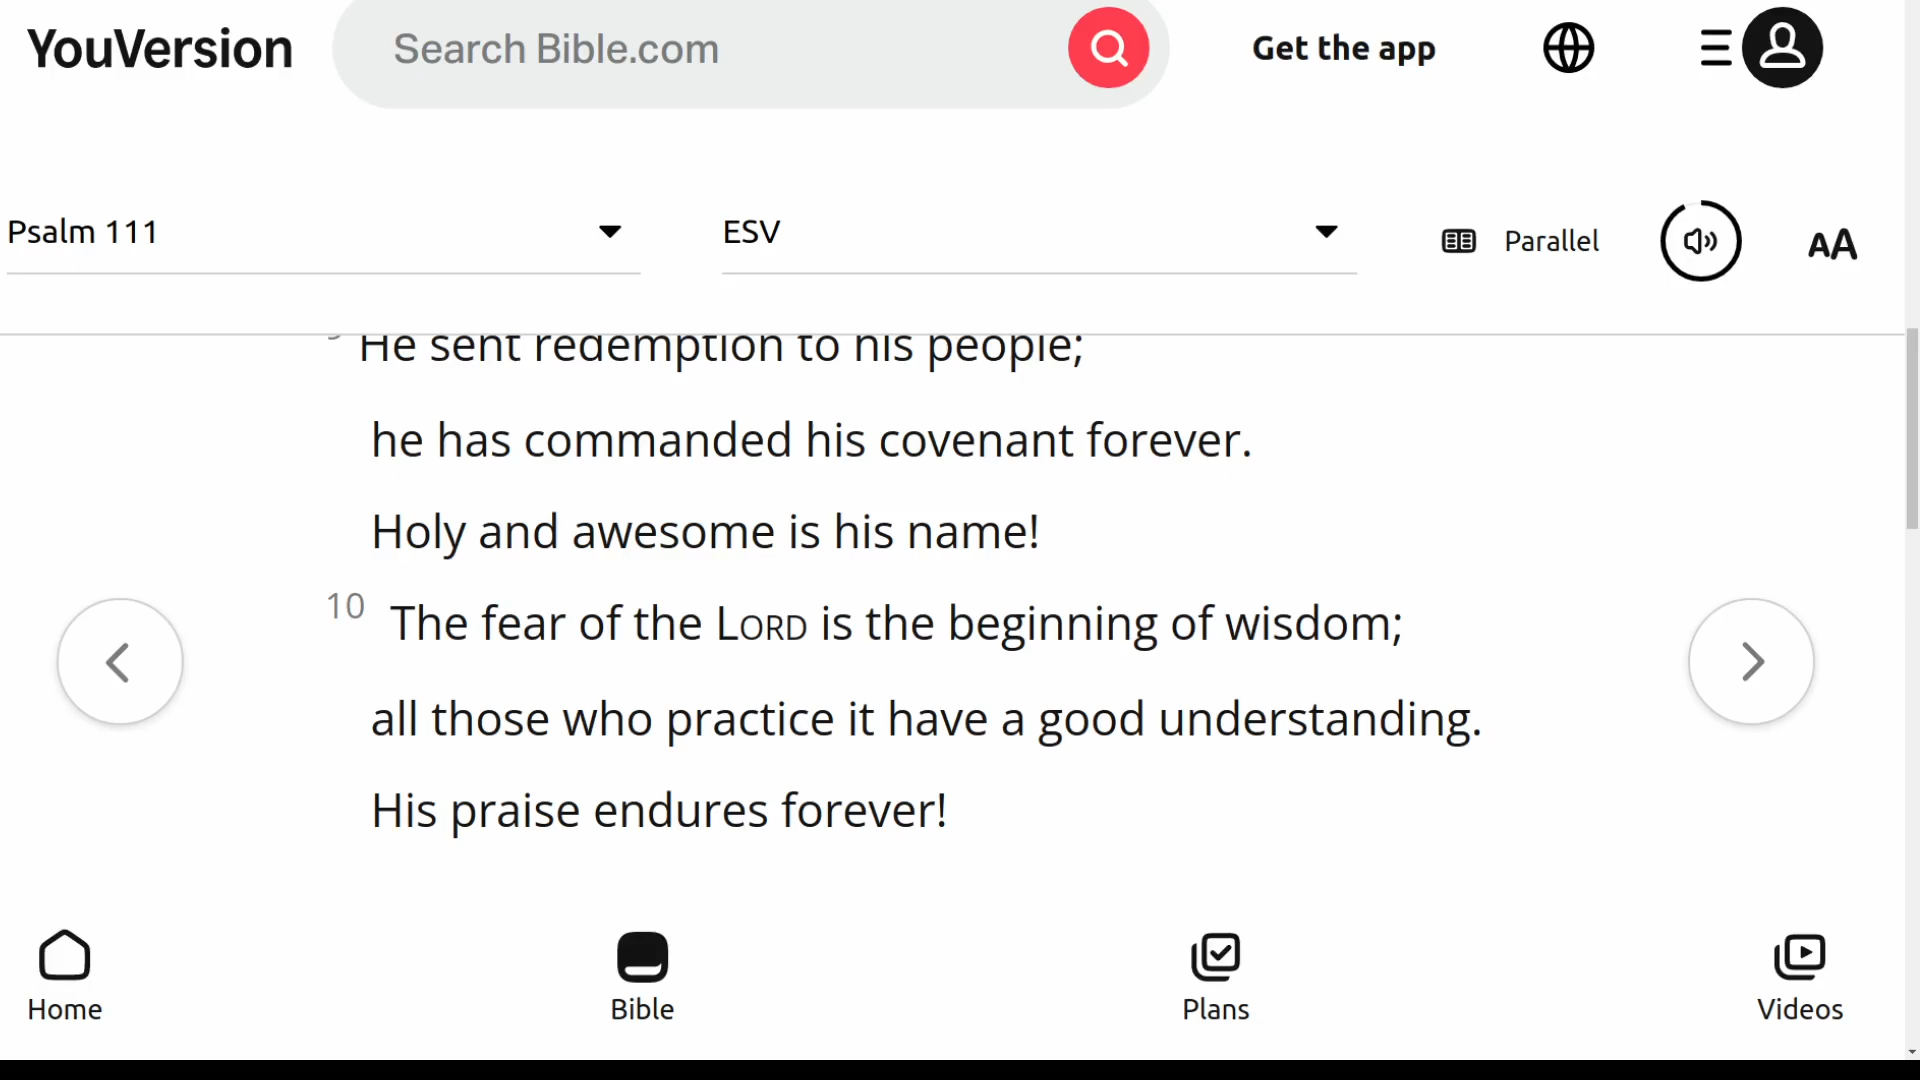 YouVersion Search Bible.com Get the app
Psalm 111 ESV Parallel AA
He sent redemption to his people;
he has commanded his covenant forever.
Holy and awesome is his name!
10 The fear of the LORD is the beginning of wisdom;
all those who practice it have a good understanding.
His praise endures forever!
Home Bible Plans Videos